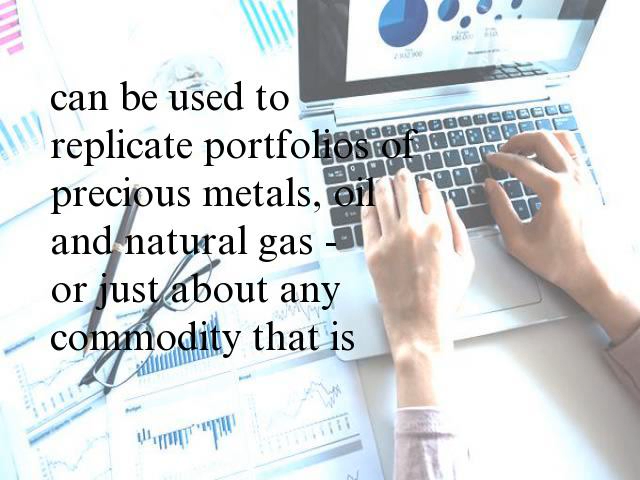 can be used to
replicate portfolios of
precious metals, oil
and natural gas -
or just about any
commodity that is
Budget